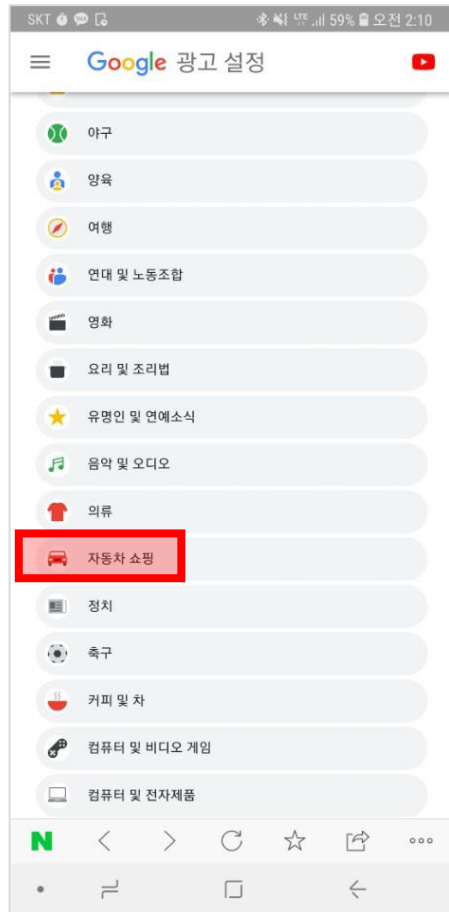 SKT LTE 59% 오전 2:10
Google 광고 설정
야구
양육
여행
연대 및 노동조합
영화
요리 및 조리법
유명인 및 연예소식
음악 및 오디오
의류
자동차 쇼핑
정치
축구
커피 및 차
컴퓨터 및 비디오 게임
컴퓨터 및 전자제품
N